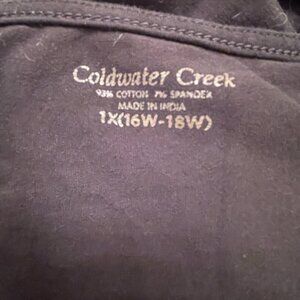 Coldwater Creek
93% COTTON 7% SPANDEX
MADE IN INDIA
1X(16W-18W)